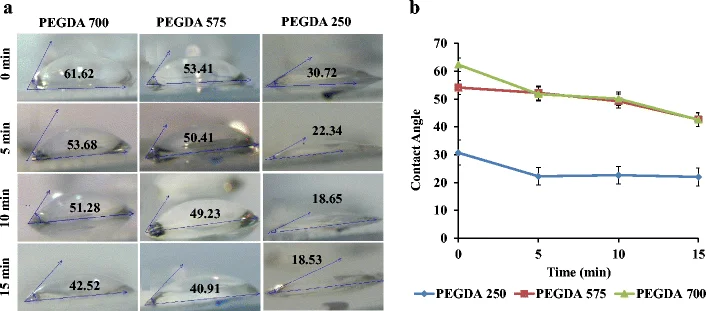 a
PEGDA 700 PEGDA 575 PEGDA 250
0 min
61.62 53.41 30.72
5 min
53.68 50.41 22.34
10 min
51.28 49.23 18.65
15 min
42.52 40.91 18.53
b
Contact Angle
70
60
50
40
30
20
10
0
0 5 10 15
Time (min)
PEGDA 250 PEGDA 575 PEGDA 700